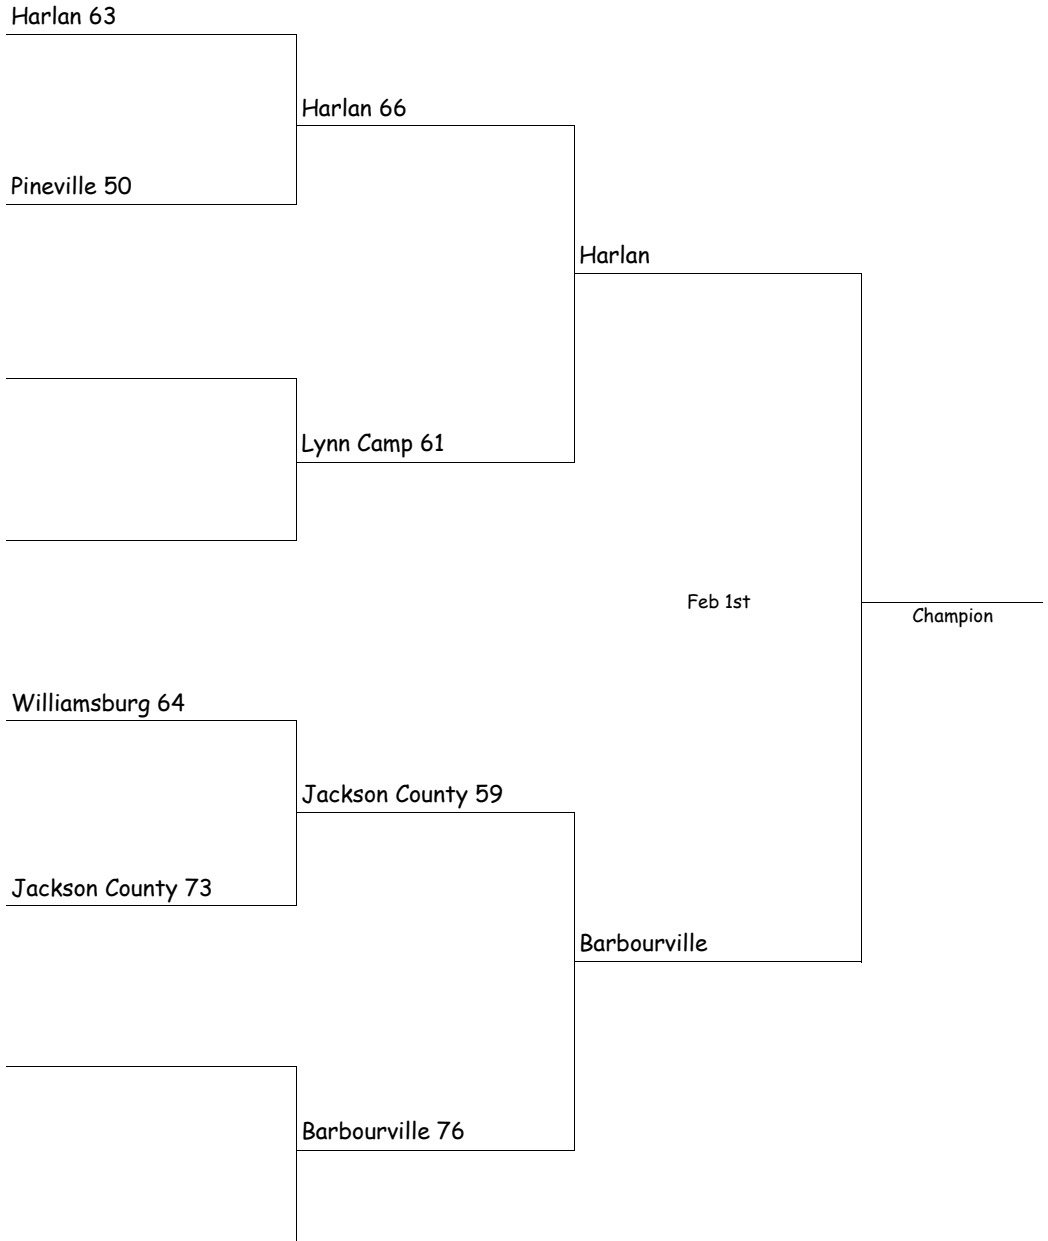 Harlan 63
Harlan 66
Pineville 50
Harlan
Lynn Camp 61
Feb 1st
Champion
Williamsburg 64
Jackson County 59
Jackson County 73
Barbourville
Barbourville 76